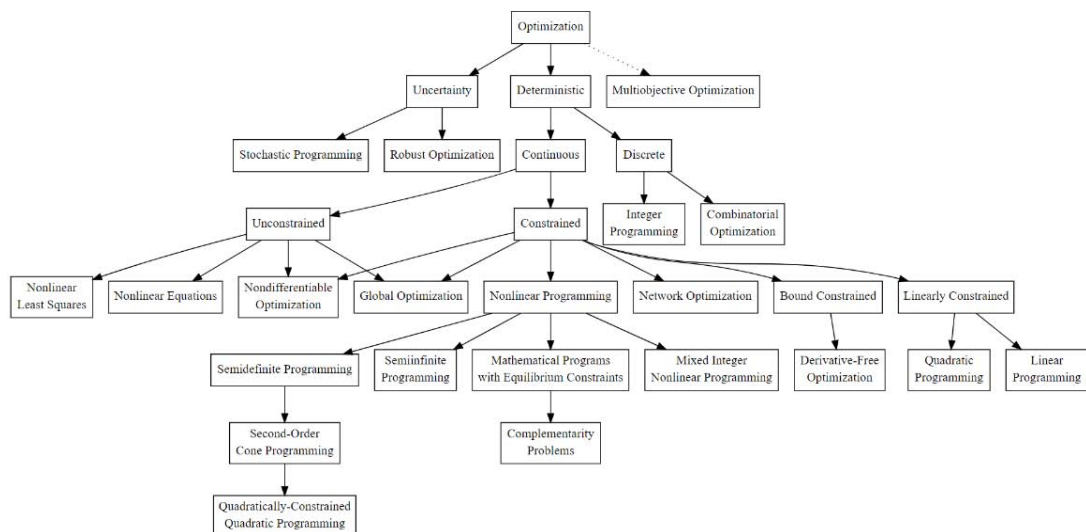 Optimization
Uncertainty
Deterministic
Multiobjective Optimization
Stochastic Programming
Robust Optimization
Continuous
Discrete
Unconstrained
Constrained
Integer
Programming
Combinatorial
Optimization
Nonlinear
Least Squares
Nonlinear Equations
Nondifferentiable
Optimization
Global Optimization
Nonlinear Programming
Network Optimization
Bound Constrained
Linearly Constrained
Semidefinite Programming
Semiinfinite
Programming
Mathematical Programs
with Equilibrium Constraints
Mixed Integer
Nonlinear Programming
Derivative-Free
Optimization
Quadratic
Programming
Linear
Programming
Second-Order
Cone Programming
Complementarity
Problems
Quadratically-Constrained
Quadratic Programming